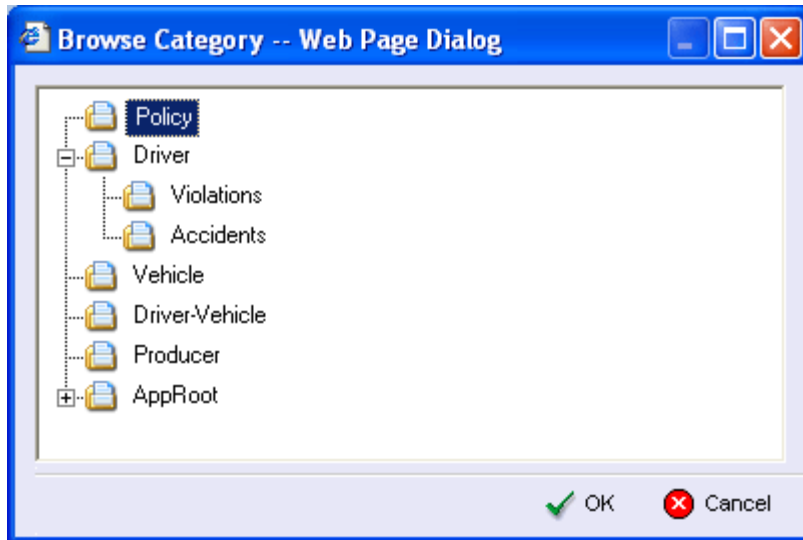 Browse Category -- Web Page Dialog
Policy
Driver
Violations
Accidents
Vehicle
Driver-Vehicle
Producer
AppRoot
OK Cancel